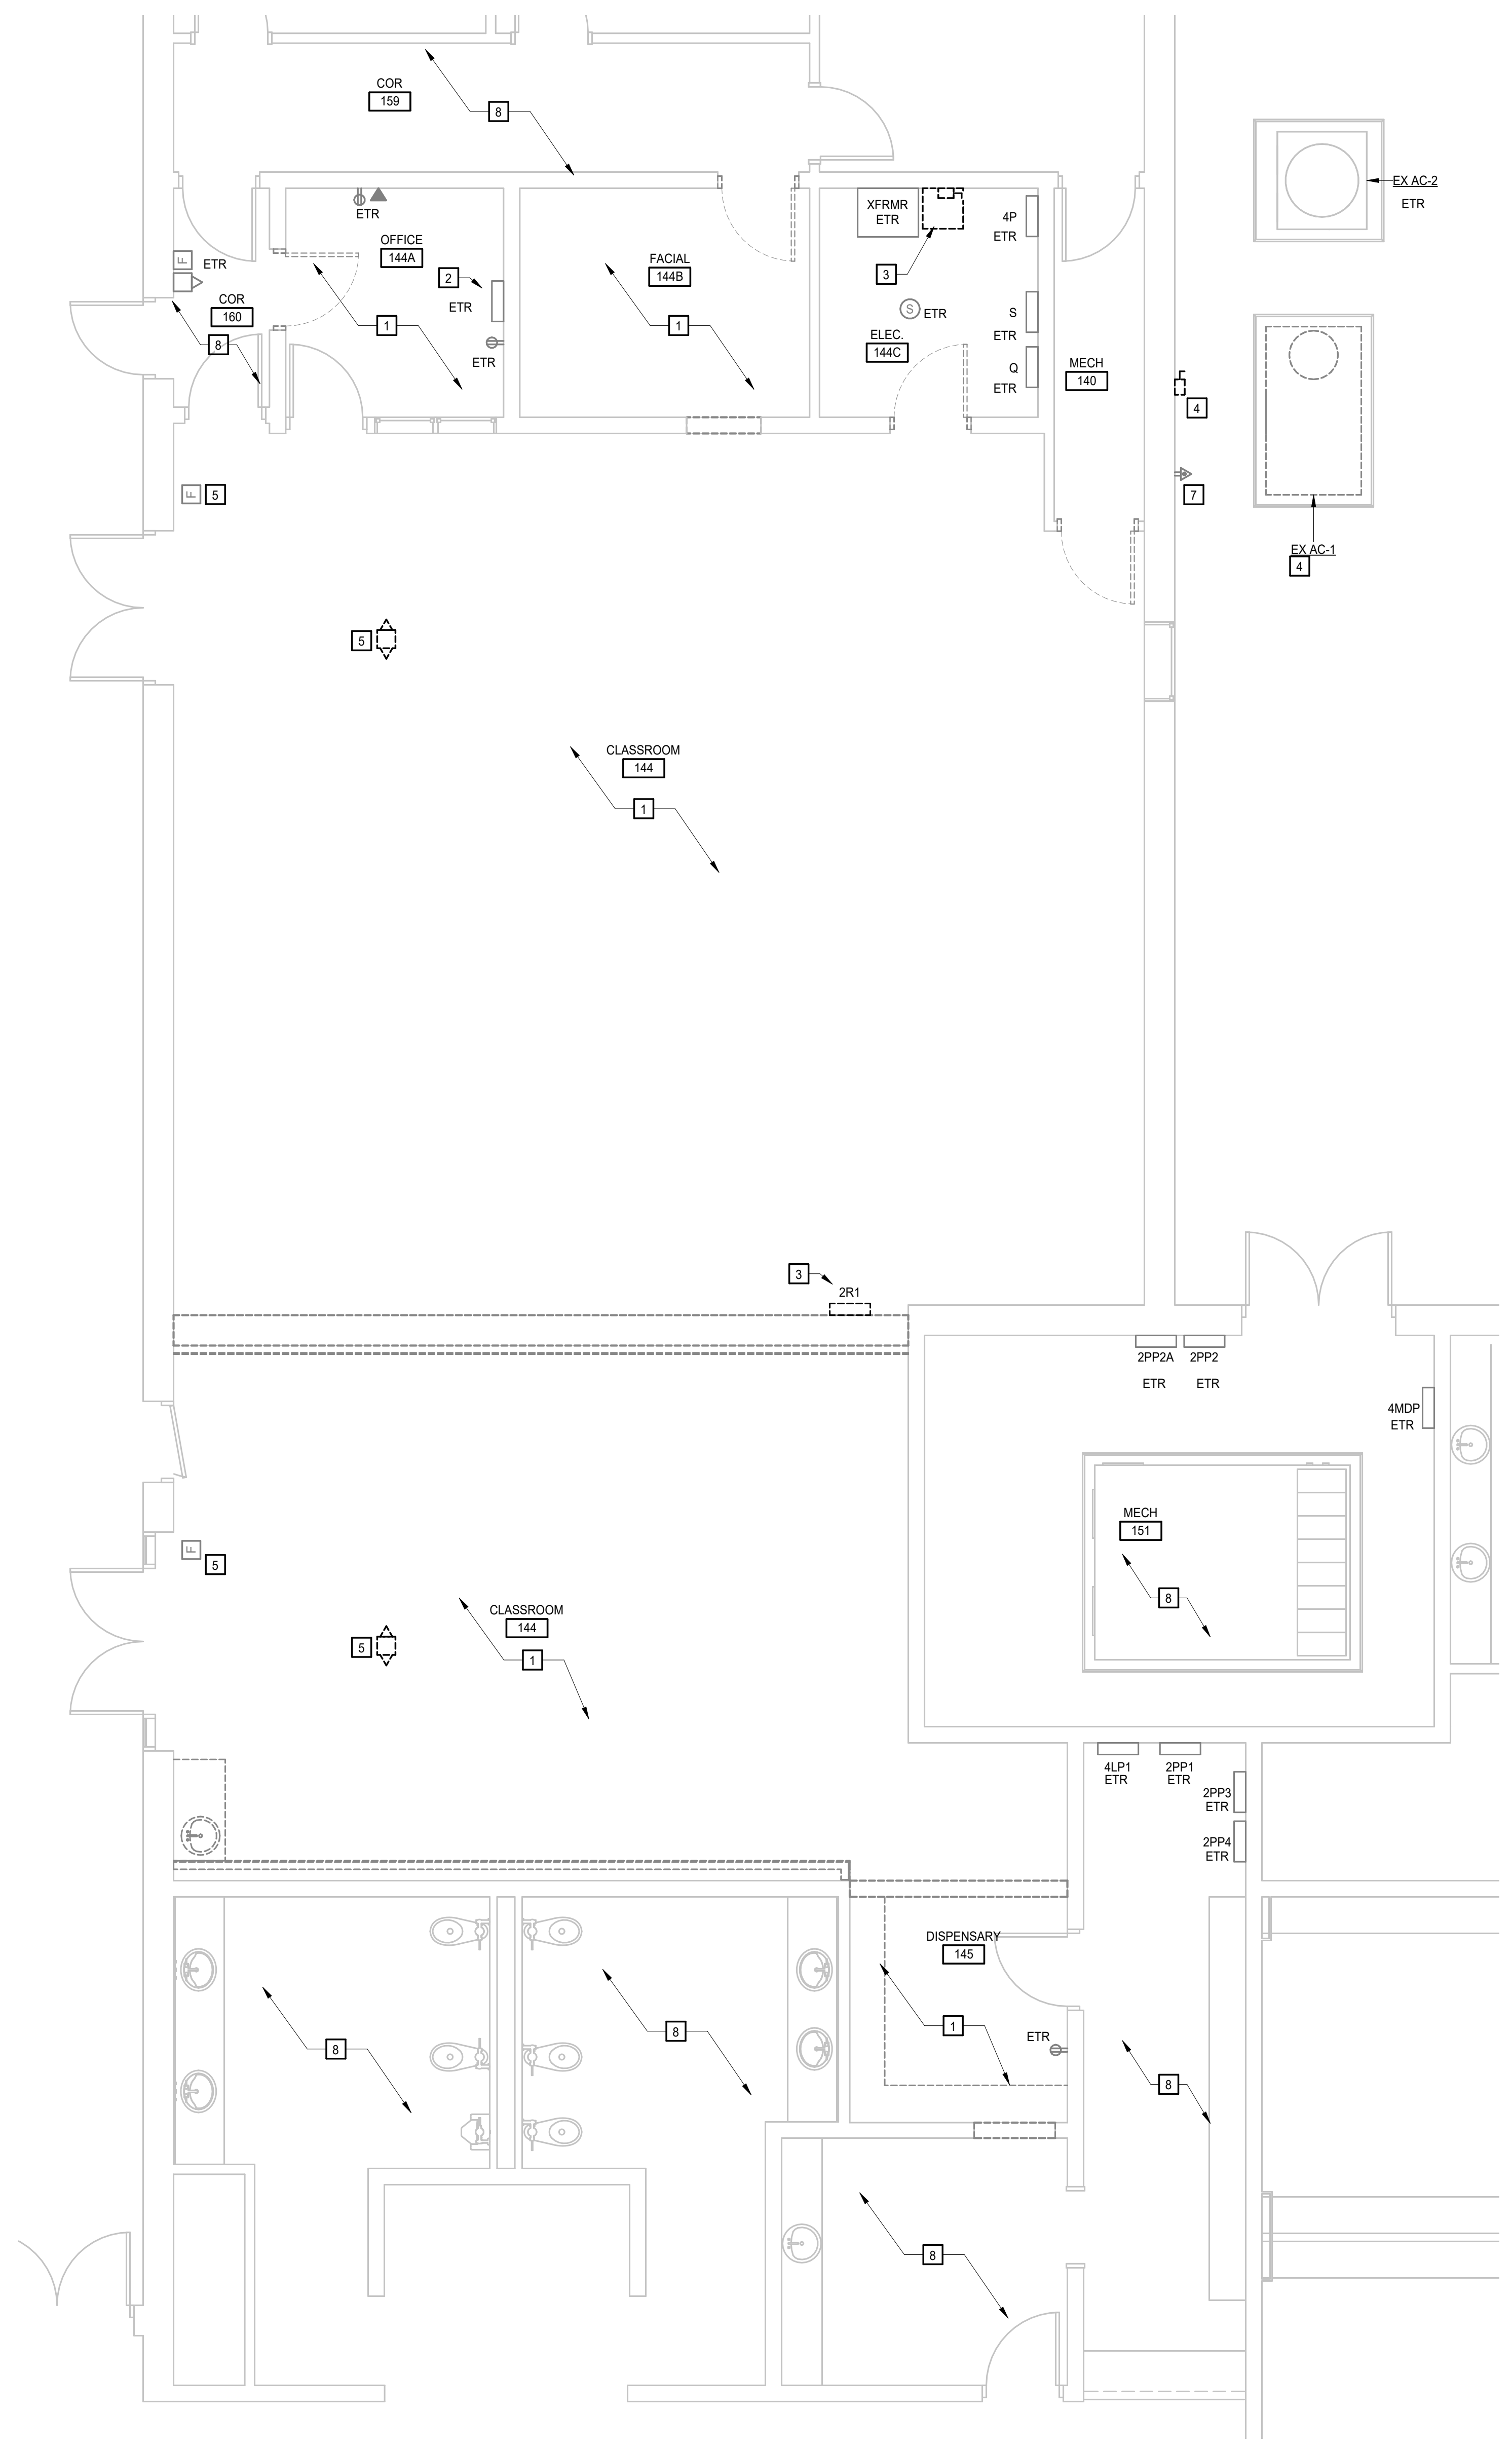 COR
159
8
EX AC-2
ETR
XFRMR
ETR
4P
ETR
ETR
OFFICE
144A
F
ETR
FACIAL
144B
2
3
COR
160
ETR
S
ETR
S
ETR
1
1
8
ELEC.
144C
ETR
Q
ETR
MECH
140
4
F
5
7
EX AC-1
4
5
CLASSROOM
144
1
3
2R1
2PP2A
2PP2
ETR
ETR
4MDP
ETR
MECH
151
F
5
8
CLASSROOM
144
5
1
4LP1
ETR
2PP1
ETR
2PP3
ETR
2PP4
ETR
DISPENSARY
145
1
ETR
8
8
8
8